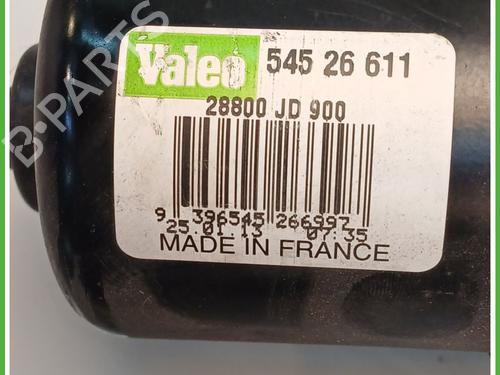 B-PARTS
Valeo 545 26 611
28800 JD 900
9 396545 266997
25.01.13 07.35
MADE IN FRANCE